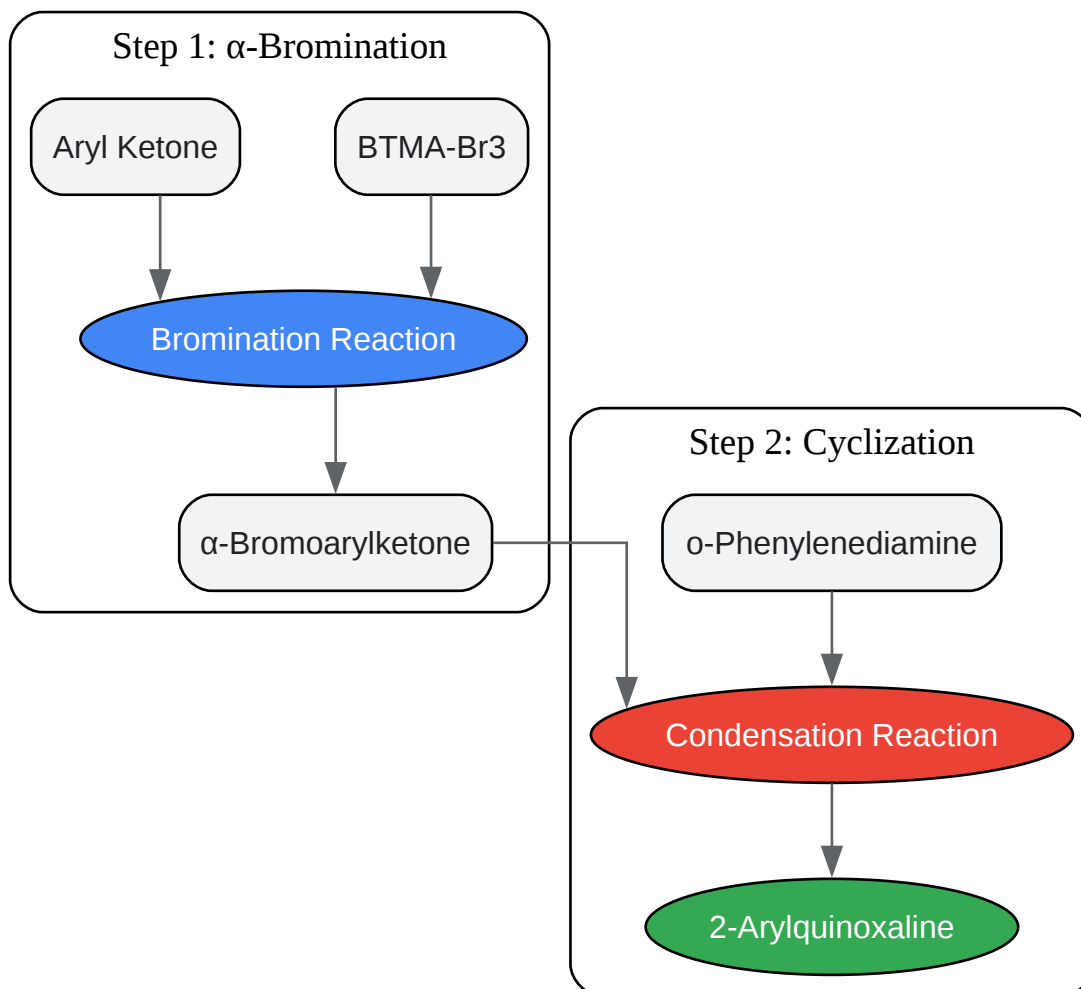 Step 1: α-Bromination
Aryl Ketone
BTMA-Br3
Bromination Reaction
α-Bromoarylketone
Step 2: Cyclization
o-Phenylenediamine
Condensation Reaction
2-Arylquinoxaline